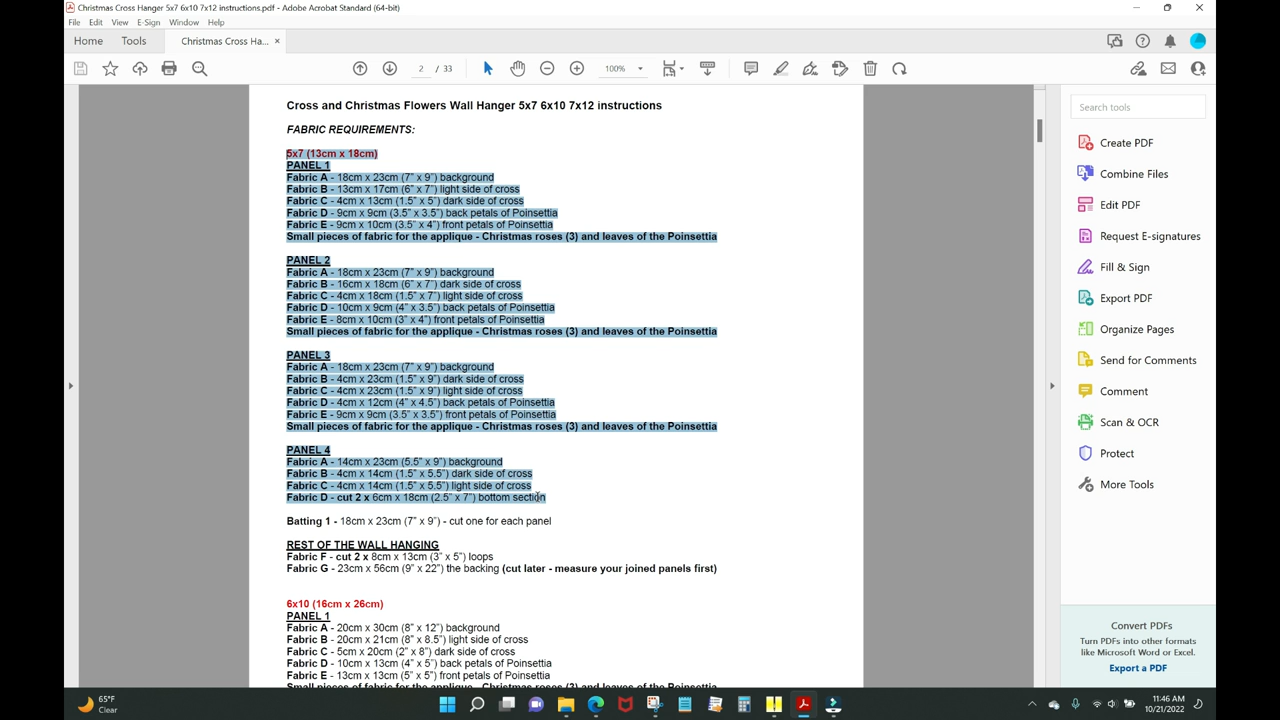 Christmas Cross Hanger 5x7 6x10 7x12 instructions.pdf - Adobe Acrobat Standard (64-bit)
File Edit View E-Sign Window Help
Home Tools Christmas Cross Ha... ×
2 / 33 100%
Cross and Christmas Flowers Wall Hanger 5x7 6x10 7x12 instructions
FABRIC REQUIREMENTS:
5x7 (13cm x 18cm)
PANEL 1
Fabric A - 18cm x 23cm (7” x 9”) background
Fabric B - 13cm x 17cm (6” x 7”) light side of cross
Fabric C - 4cm x 13cm (1.5” x 5”) dark side of cross
Fabric D - 9cm x 9cm (3.5” x 3.5”) back petals of Poinsettia
Fabric E - 9cm x 10cm (3.5” x 4”) front petals of Poinsettia
Small pieces of fabric for the applique - Christmas roses (3) and leaves of the Poinsettia
PANEL 2
Fabric A - 18cm x 23cm (7” x 9”) background
Fabric B - 16cm x 18cm (6” x 7”) dark side of cross
Fabric C - 4cm x 18cm (1.5” x 7”) light side of cross
Fabric D - 10cm x 9cm (4” x 3.5”) back petals of Poinsettia
Fabric E - 8cm x 10cm (3” x 4”) front petals of Poinsettia
Small pieces of fabric for the applique - Christmas roses (3) and leaves of the Poinsettia
PANEL 3
Fabric A - 18cm x 23cm (7” x 9”) background
Fabric B - 4cm x 23cm (1.5” x 9”) dark side of cross
Fabric C - 4cm x 23cm (1.5” x 9”) light side of cross
Fabric D - 4cm x 12cm (4” x 4.5”) back petals of Poinsettia
Fabric E - 9cm x 9cm (3.5” x 3.5”) front petals of Poinsettia
Small pieces of fabric for the applique - Christmas roses (3) and leaves of the Poinsettia
PANEL 4
Fabric A - 14cm x 23cm (5.5” x 9”) background
Fabric B - 4cm x 14cm (1.5” x 5.5”) dark side of cross
Fabric C - 4cm x 14cm (1.5” x 5.5”) light side of cross
Fabric D - cut 2 x 6cm x 18cm (2.5” x 7”) bottom section
Batting 1 - 18cm x 23cm (7” x 9”) - cut one for each panel
REST OF THE WALL HANGING
Fabric F - cut 2 x 8cm x 13cm (3” x 5”) loops
Fabric G - 23cm x 56cm (9” x 22”) the backing (cut later - measure your joined panels first)
6x10 (16cm x 26cm)
PANEL 1
Fabric A - 20cm x 30cm (8” x 12”) background
Fabric B - 20cm x 21cm (8” x 8.5”) light side of cross
Fabric C - 5cm x 20cm (2” x 8”) dark side of cross
Fabric D - 10cm x 13cm (4” x 5”) back petals of Poinsettia
Fabric E - 13cm x 13cm (5” x 5”) front petals of Poinsettia
Small pieces of fabric for the applique - Christmas roses (3) and leaves of the Poinsettia
Search tools
Create PDF
Combine Files
Edit PDF
Request E-signatures
Fill & Sign
Export PDF
Organize Pages
Send for Comments
Comment
Scan & OCR
Protect
More Tools
Convert PDFs
Turn PDFs into other formats
like Microsoft Word or Excel.
Export a PDF
65°F
Clear
11:46 AM
10/21/2022